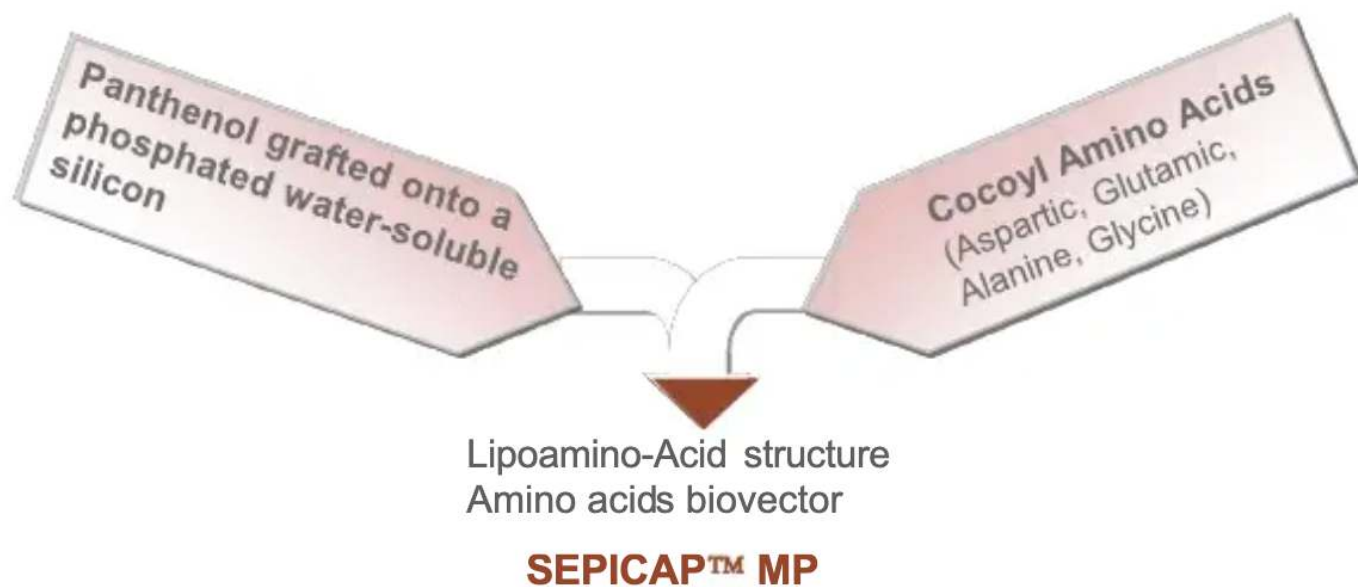 Panthenol grafted onto a
phosphated water-soluble
silicon
Cocoyl Amino Acids
(Aspartic, Glutamic,
Alanine, Glycine)
Lipoamino-Acid structure
Amino acids biovector
SEPICAP™ MP